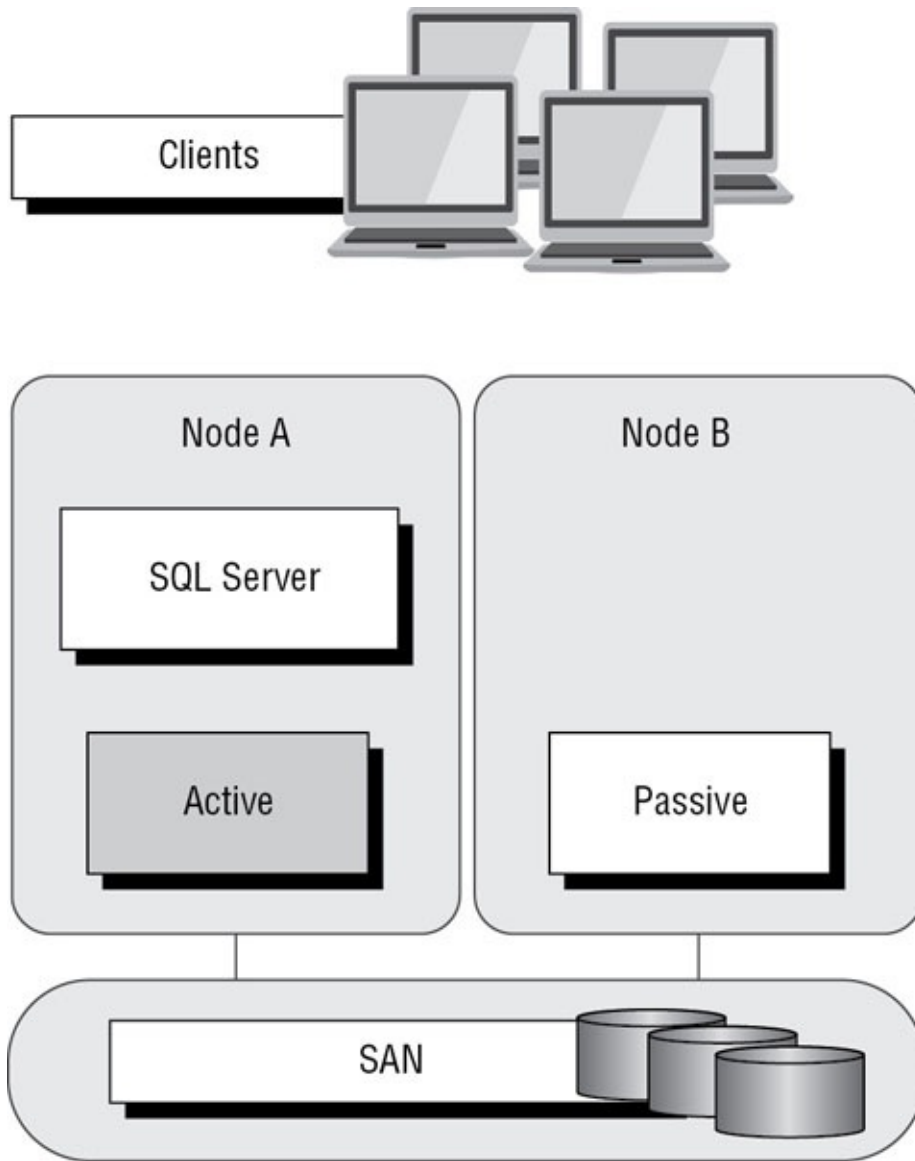 Clients
Node A
Node B
SQL Server
Active
Passive
SAN